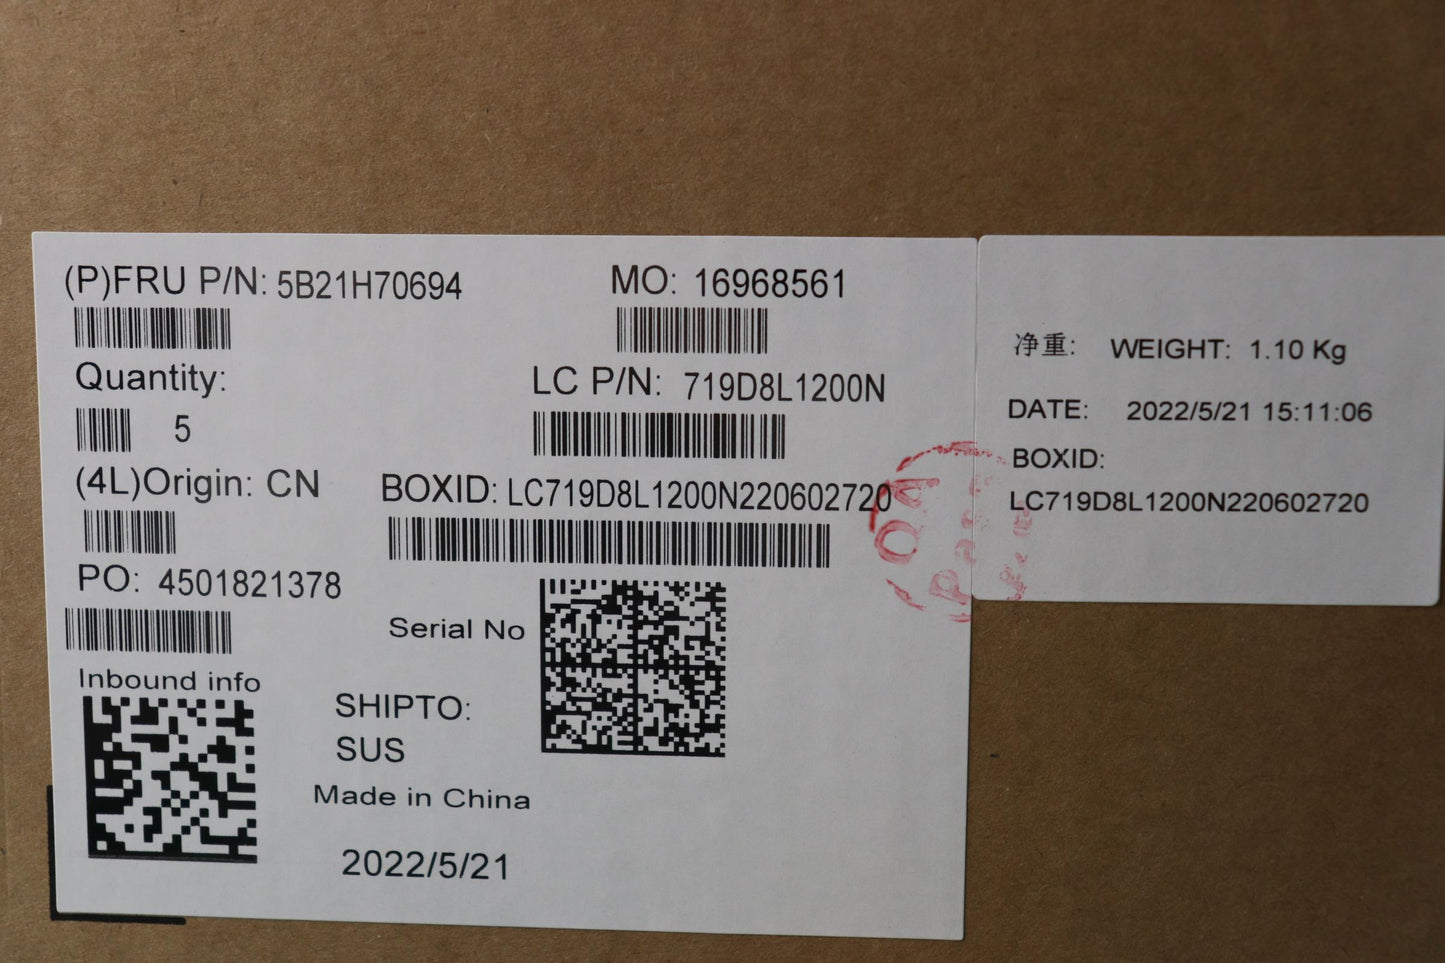 (P)FRU P/N: 5B21H70694
MO: 16968561
Quantity:
5
LC P/N: 719D8L1200N
(4L)Origin: CN
BOXID: LC719D8L1200N220602720
PO: 4501821378
Serial No
Inbound info
SHIPTO:
SUS
Made in China
2022/5/21
净重: WEIGHT: 1.10 Kg
DATE: 2022/5/21 15:11:06
BOXID:
LC719D8L1200N220602720
QA